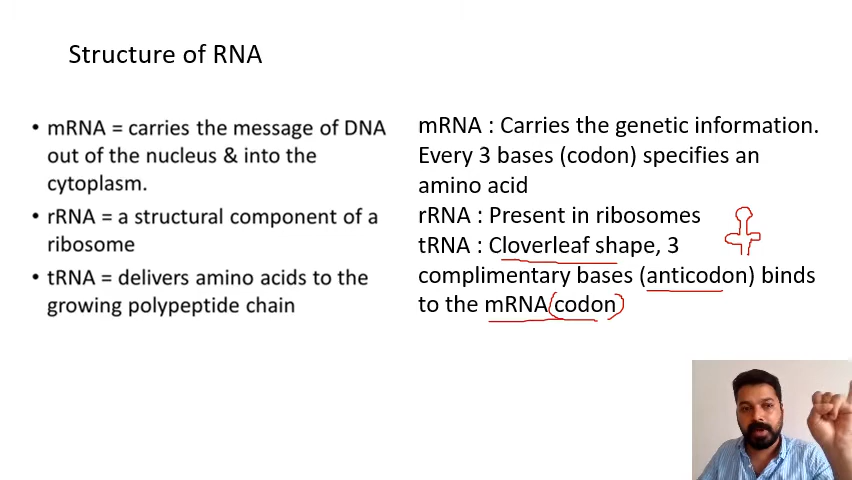 Structure of RNA
• mRNA = carries the message of DNA
out of the nucleus & into the
cytoplasm.
• rRNA = a structural component of a
ribosome
• tRNA = delivers amino acids to the
growing polypeptide chain
mRNA : Carries the genetic information.
Every 3 bases (codon) specifies an
amino acid
rRNA : Present in ribosomes
tRNA : Cloverleaf shape, 3
complimentary bases (anticodon) binds
to the mRNA (codon)